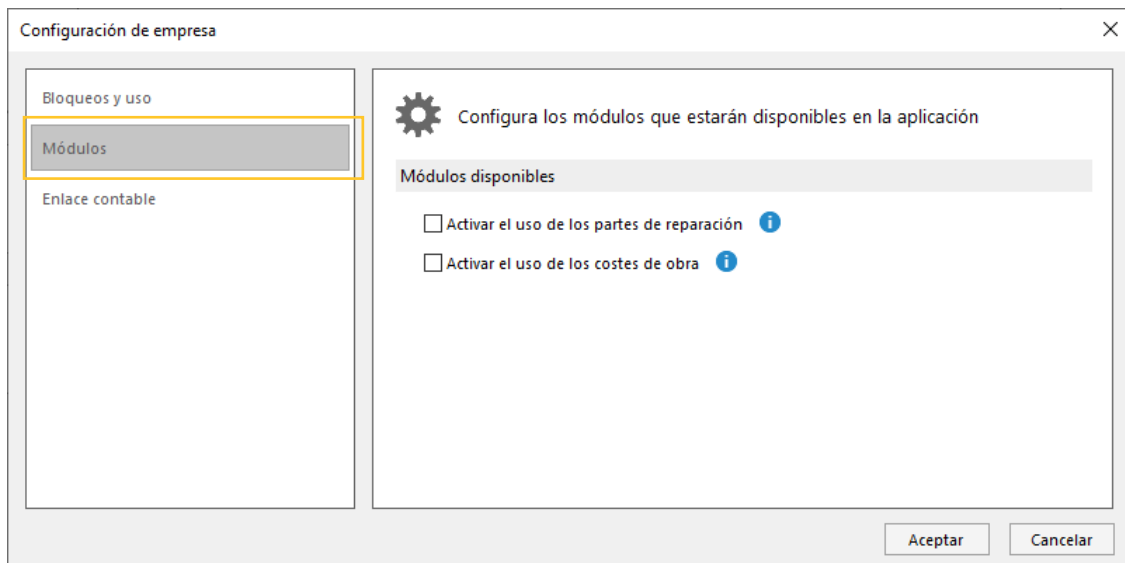 Configuración de empresa
Bloqueos y uso
Módulos
Enlace contable
Configura los módulos que estarán disponibles en la aplicación
Módulos disponibles
Activar el uso de los partes de reparación
Activar el uso de los costes de obra
Aceptar
Cancelar